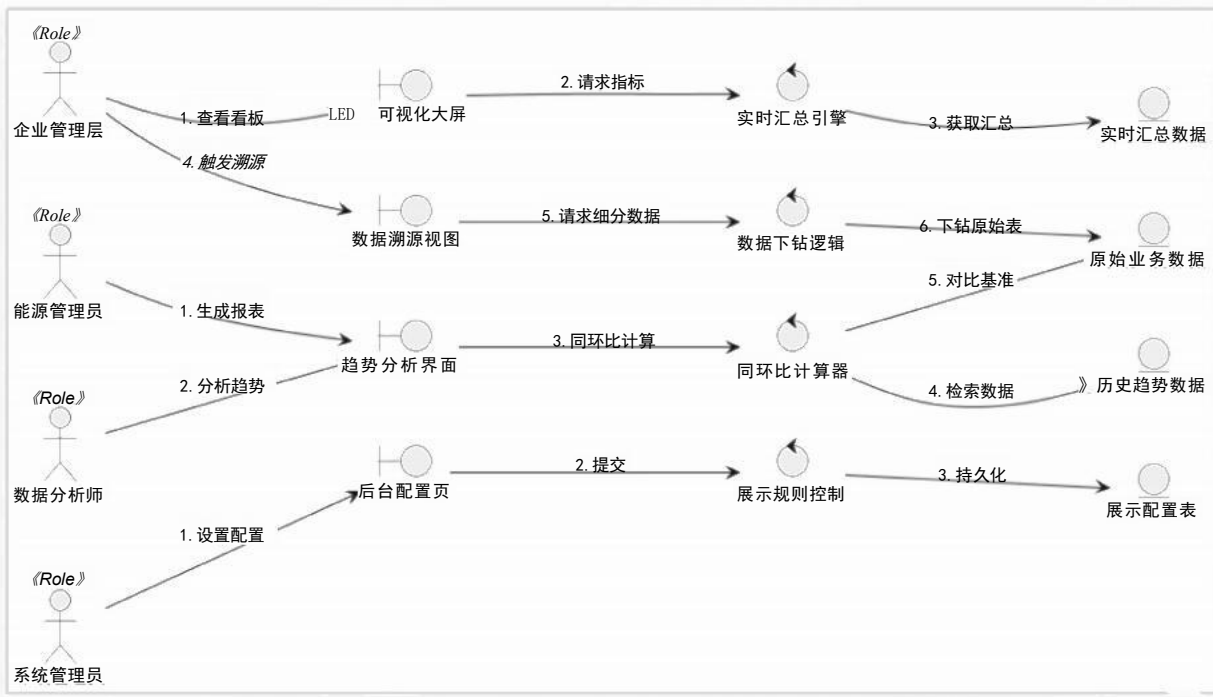 《Role》
企业管理层
1.查看看板
LED
可视化大屏
2.请求指标
实时汇总引擎
3.获取汇总
实时汇总数据
4.触发溯源
《Role》
能源管理员
数据溯源视图
5.请求细分数据
数据下钻逻辑
6.下钻原始表
原始业务数据
5.对比基准
1.生成报表
趋势分析界面
3.同环比计算
同环比计算器
4.检索数据
》历史趋势数据
2.分析趋势
《Role》
数据分析师
后台配置页
2.提交
展示规则控制
3.持久化
展示配置表
1.设置配置
《Role》
系统管理员